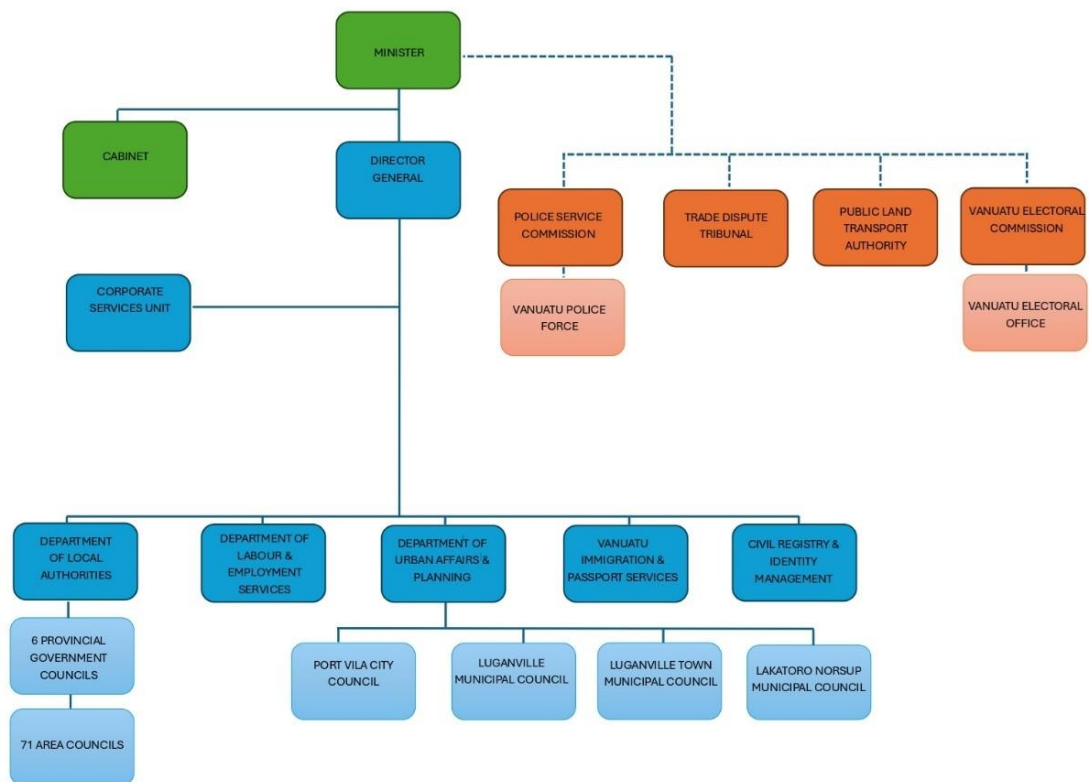 MINISTER
CABINET
DIRECTOR
GENERAL
POLICE SERVICE
COMMISSION
TRADE DISPUTE
TRIBUNAL
PUBLIC LAND
TRANSPORT
AUTHORITY
VANUATU ELECTORAL
COMMISSION
CORPORATE
SERVICES UNIT
VANUATU POLICE
FORCE
VANUATU ELECTORAL
OFFICE
DEPARTMENT
OF LOCAL
AUTHORITIES
DEPARTMENT OF
LABOUR &
EMPLOYMENT
SERVICES
DEPARTMENT OF
URBAN AFFAIRS &
PLANNING
VANUATU
IMMIGRATION
& PASSPORT SERVICES
CIVIL REGISTRY &
IDENTITY
MANAGEMENT
6 PROVINCIAL
GOVERNMENT
COUNCILS
PORT VILA CITY
COUNCIL
LUGANVILLE
MUNICIPAL COUNCIL
LUGANVILLE TOWN
MUNICIPAL COUNCIL
LAKATORO NORSUP
MUNICIPAL COUNCIL
71 AREA COUNCILS